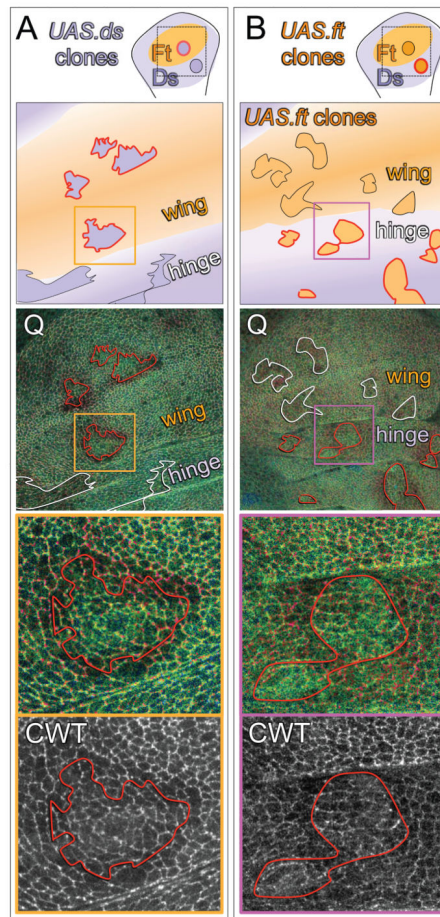 A
UAS.ds
clones
Ft
Ds
wing
hinge
Q
wing
hinge
CWT
B
UAS.ft
clones
Ft
Ds
UAS.ft clones
wing
hinge
Q
wing
hinge
CWT